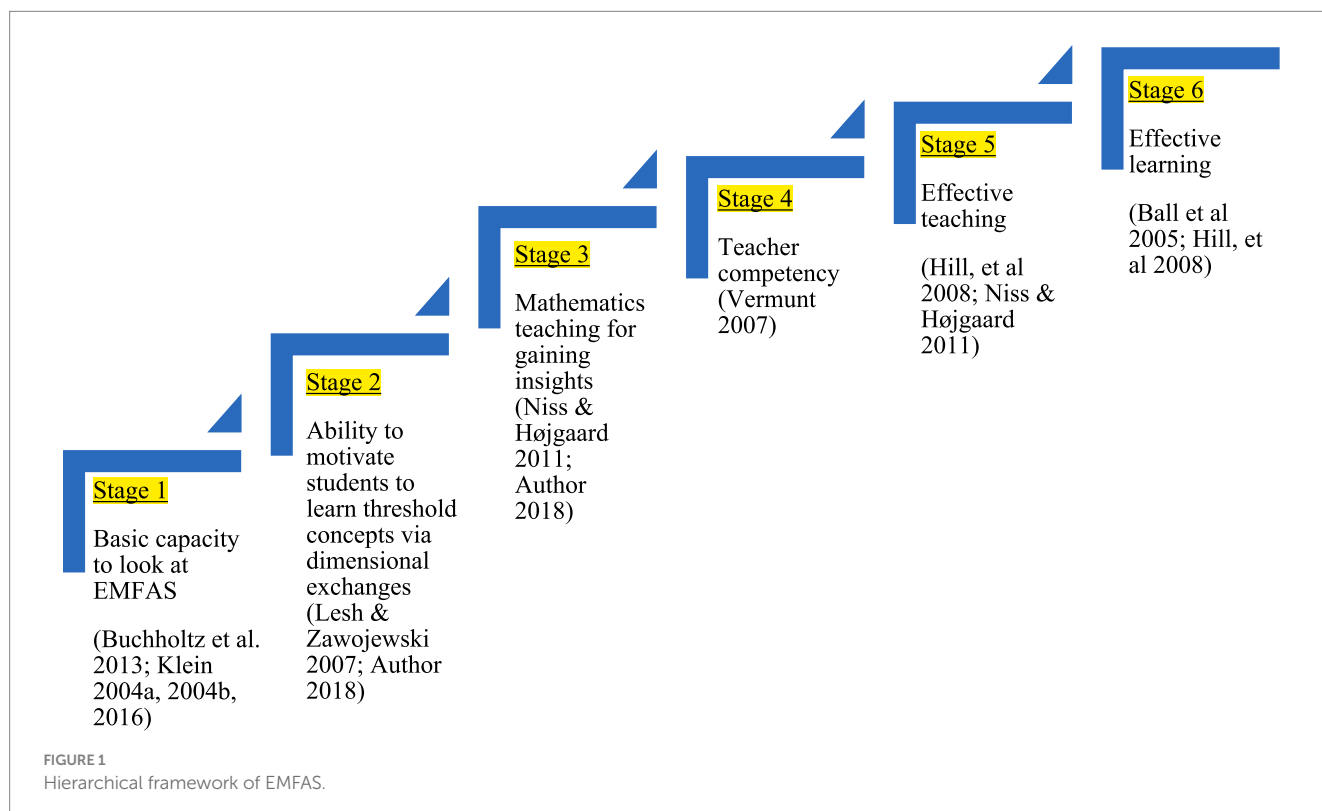 Stage 1
Basic capacity
to look at
EMFAS
(Buchholtz et al.
2013; Klein
2004a, 2004b,
2016)
Stage 2
Ability to
motivate
students to
learn threshold
concepts via
dimensional
exchanges
(Lesh &
Zawojewski
2007; Author
2018)
Stage 3
Mathematics
teaching for
gaining
insights
(Niss &
Højgaard
2011;
Author
2018)
Stage 4
Teacher
competency
(Vermunt
2007)
Stage 5
Effective
teaching
(Hill, et al
2008; Niss &
Højgaard
2011)
Stage 6
Effective
learning
(Ball et al
2005; Hill, et
al 2008)
FIGURE 1
Hierarchical framework of EMFAS.